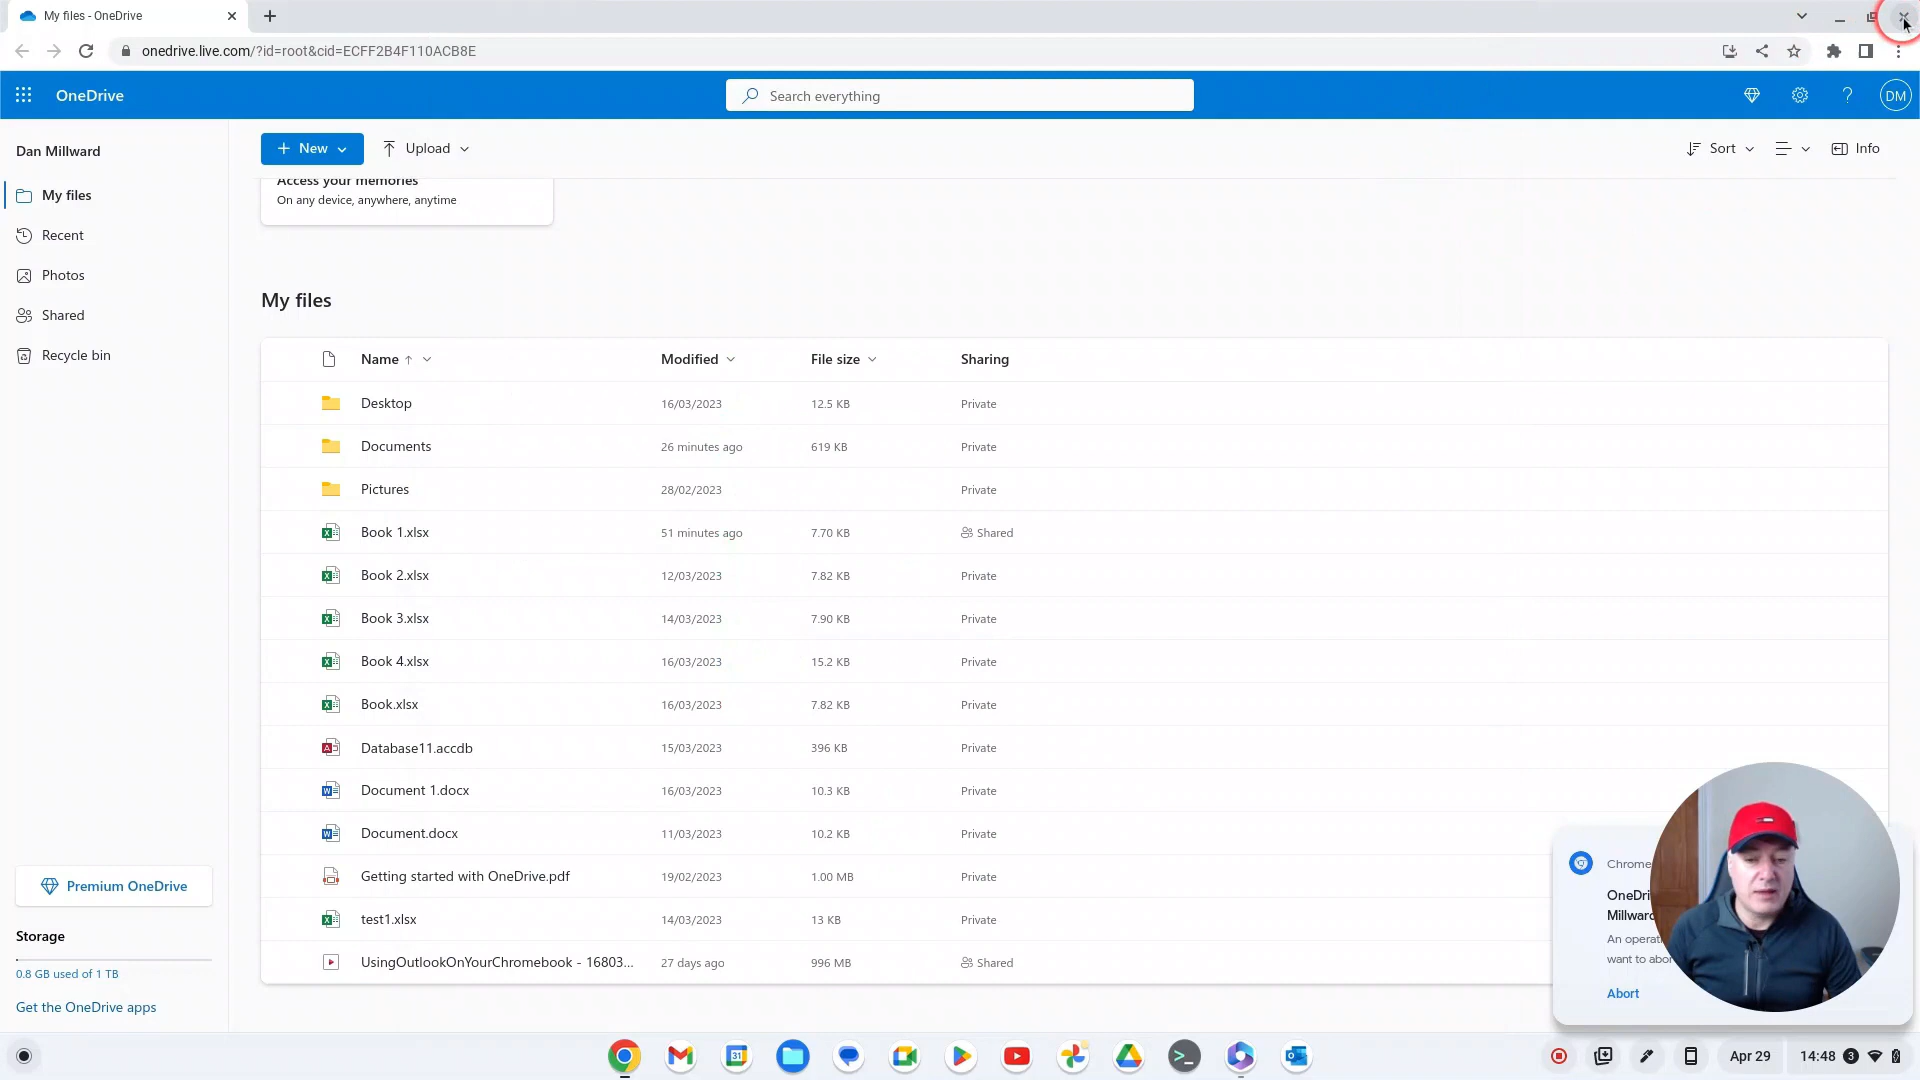 My files - OneDrive
onedrive.live.com/?id=root&cid=ECFF2B4F110ACB8E
OneDrive
Search everything
DM
Dan Millward
New
Upload
Sort
Info
Access your memories
On any device, anywhere, anytime
My files
Recent
Photos
Shared
Recycle bin
My files
Name Modified File size Sharing
Desktop 16/03/2023 12.5 KB Private
Documents 26 minutes ago 619 KB Private
Pictures 28/02/2023 Private
Book 1.xlsx 51 minutes ago 7.70 KB Shared
Book 2.xlsx 12/03/2023 7.82 KB Private
Book 3.xlsx 14/03/2023 7.90 KB Private
Book 4.xlsx 16/03/2023 15.2 KB Private
Book.xlsx 16/03/2023 7.82 KB Private
Database11.accdb 15/03/2023 396 KB Private
Document 1.docx 16/03/2023 10.3 KB Private
Document.docx 11/03/2023 10.2 KB Private
Getting started with OneDrive.pdf 19/02/2023 1.00 MB Private
test1.xlsx 14/03/2023 13 KB Private
UsingOutlookOnYourChromebook - 16803... 27 days ago 996 MB Shared
Premium OneDrive
Storage
0.8 GB used of 1 TB
Get the OneDrive apps
Chrome
An
want to
Abort
31
Apr 29
14:48
3